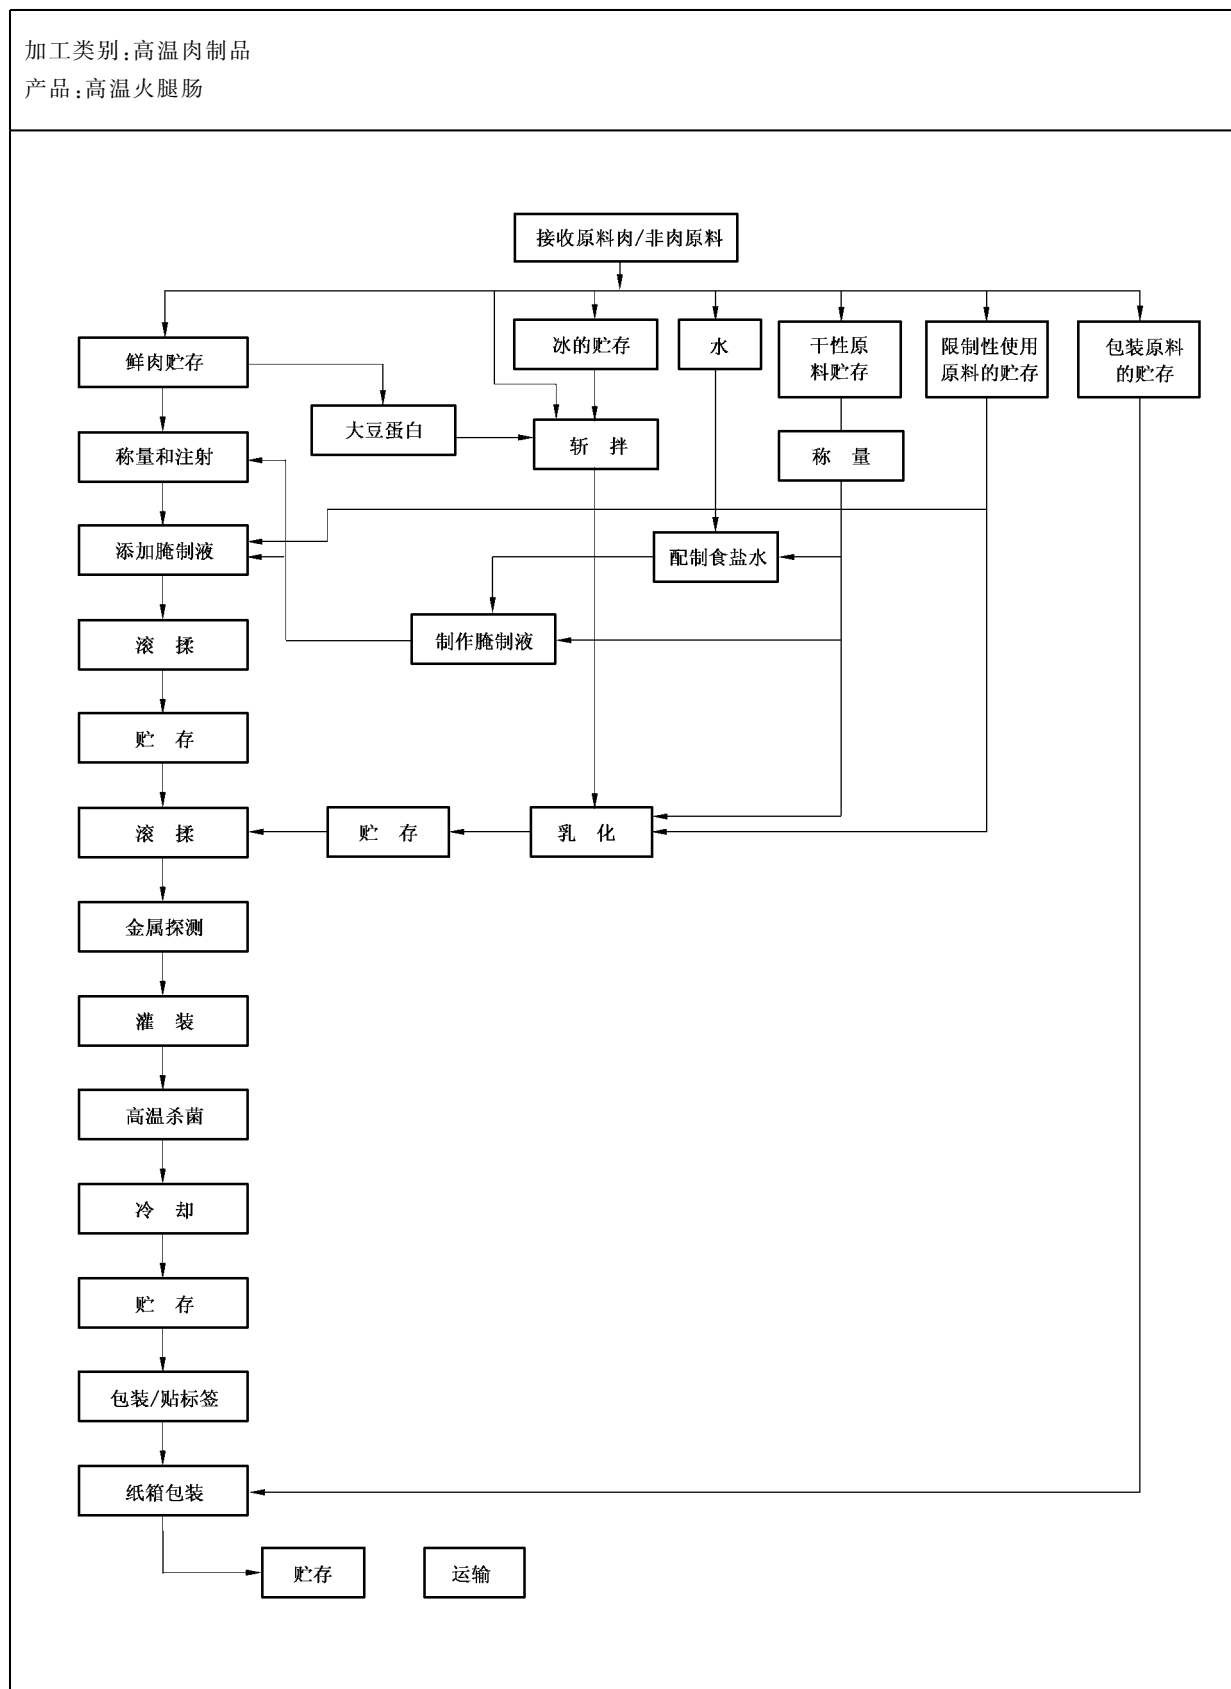 加工类别:高温肉制品
产品:高温火腿肠
接收原料肉/非肉原料
鲜肉贮存
冰的贮存
水
干性原
料贮存
限制性使用
原料的贮存
包装原料
的贮存
大豆蛋白
斩 拌
称量和注射
称 量
添加腌制液
配制食盐水
滚 揉
制作腌制液
贮 存
滚 揉
贮 存
乳 化
金属探测
灌 装
高温杀菌
冷 却
贮 存
包装/贴标签
纸箱包装
贮存
运输